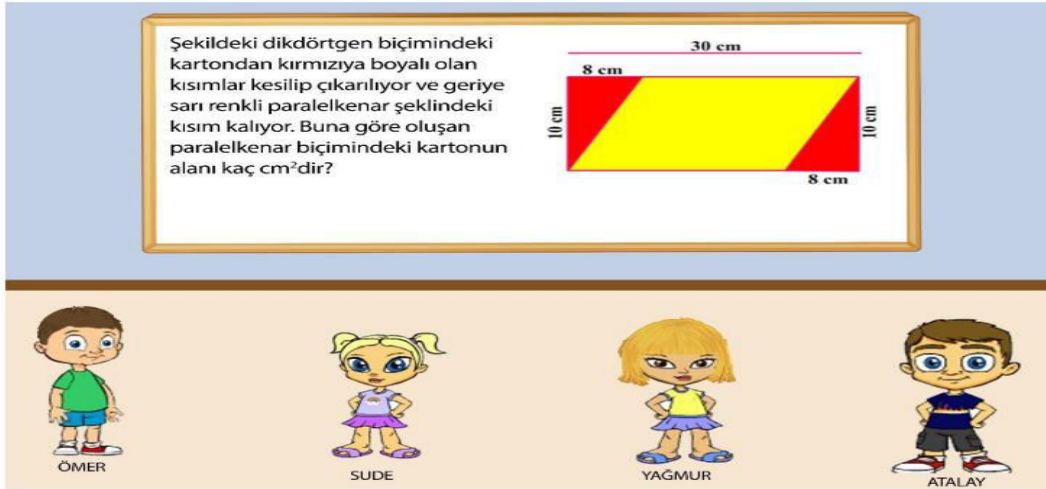 Şekildeki dikdörtgen biçimindeki
kartondan kırmızıya boyalı olan
kısımlar kesilip çıkarılıyor ve geriye
sarı renkli paralelkenar şeklindeki
kısım kalıyor. Buna göre oluşan
paralelkenar biçimindeki kartonun
alanı kaç cm²dir?
30 cm
8 cm
10 cm
10 cm
8 cm
ÖMER
SUDE
YAĞMUR
ATALAY